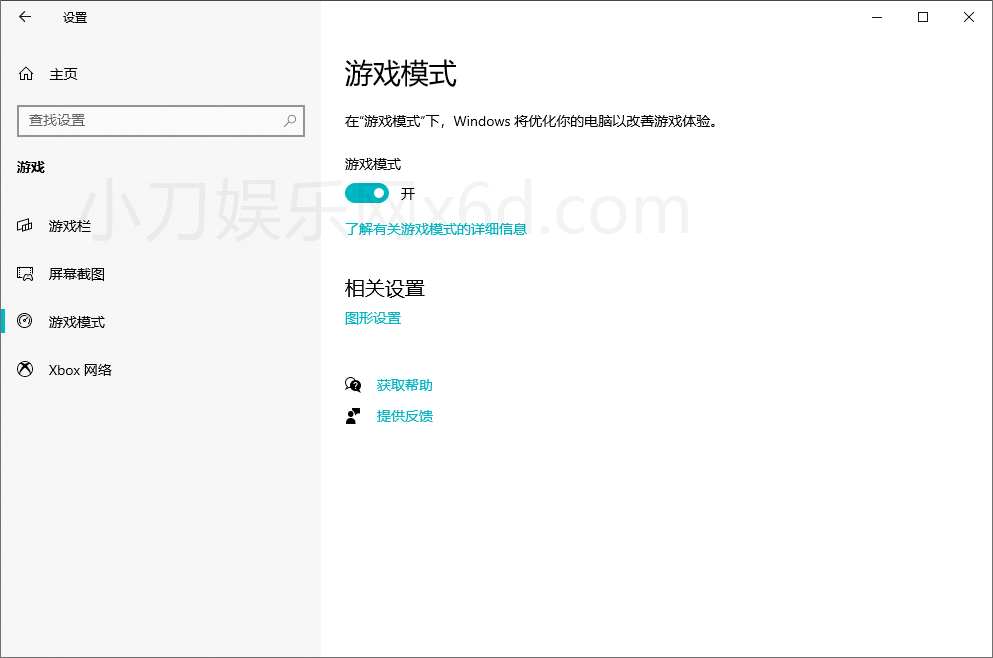 设置
主页
查找设置
游戏
游戏栏
屏幕截图
游戏模式
Xbox 网络
游戏模式
在“游戏模式”下，Windows 将优化你的电脑以改善游戏体验。
游戏模式
开
了解有关游戏模式的详细信息
相关设置
图形设置
获取帮助
提供反馈
小刀娱乐网x6d.com